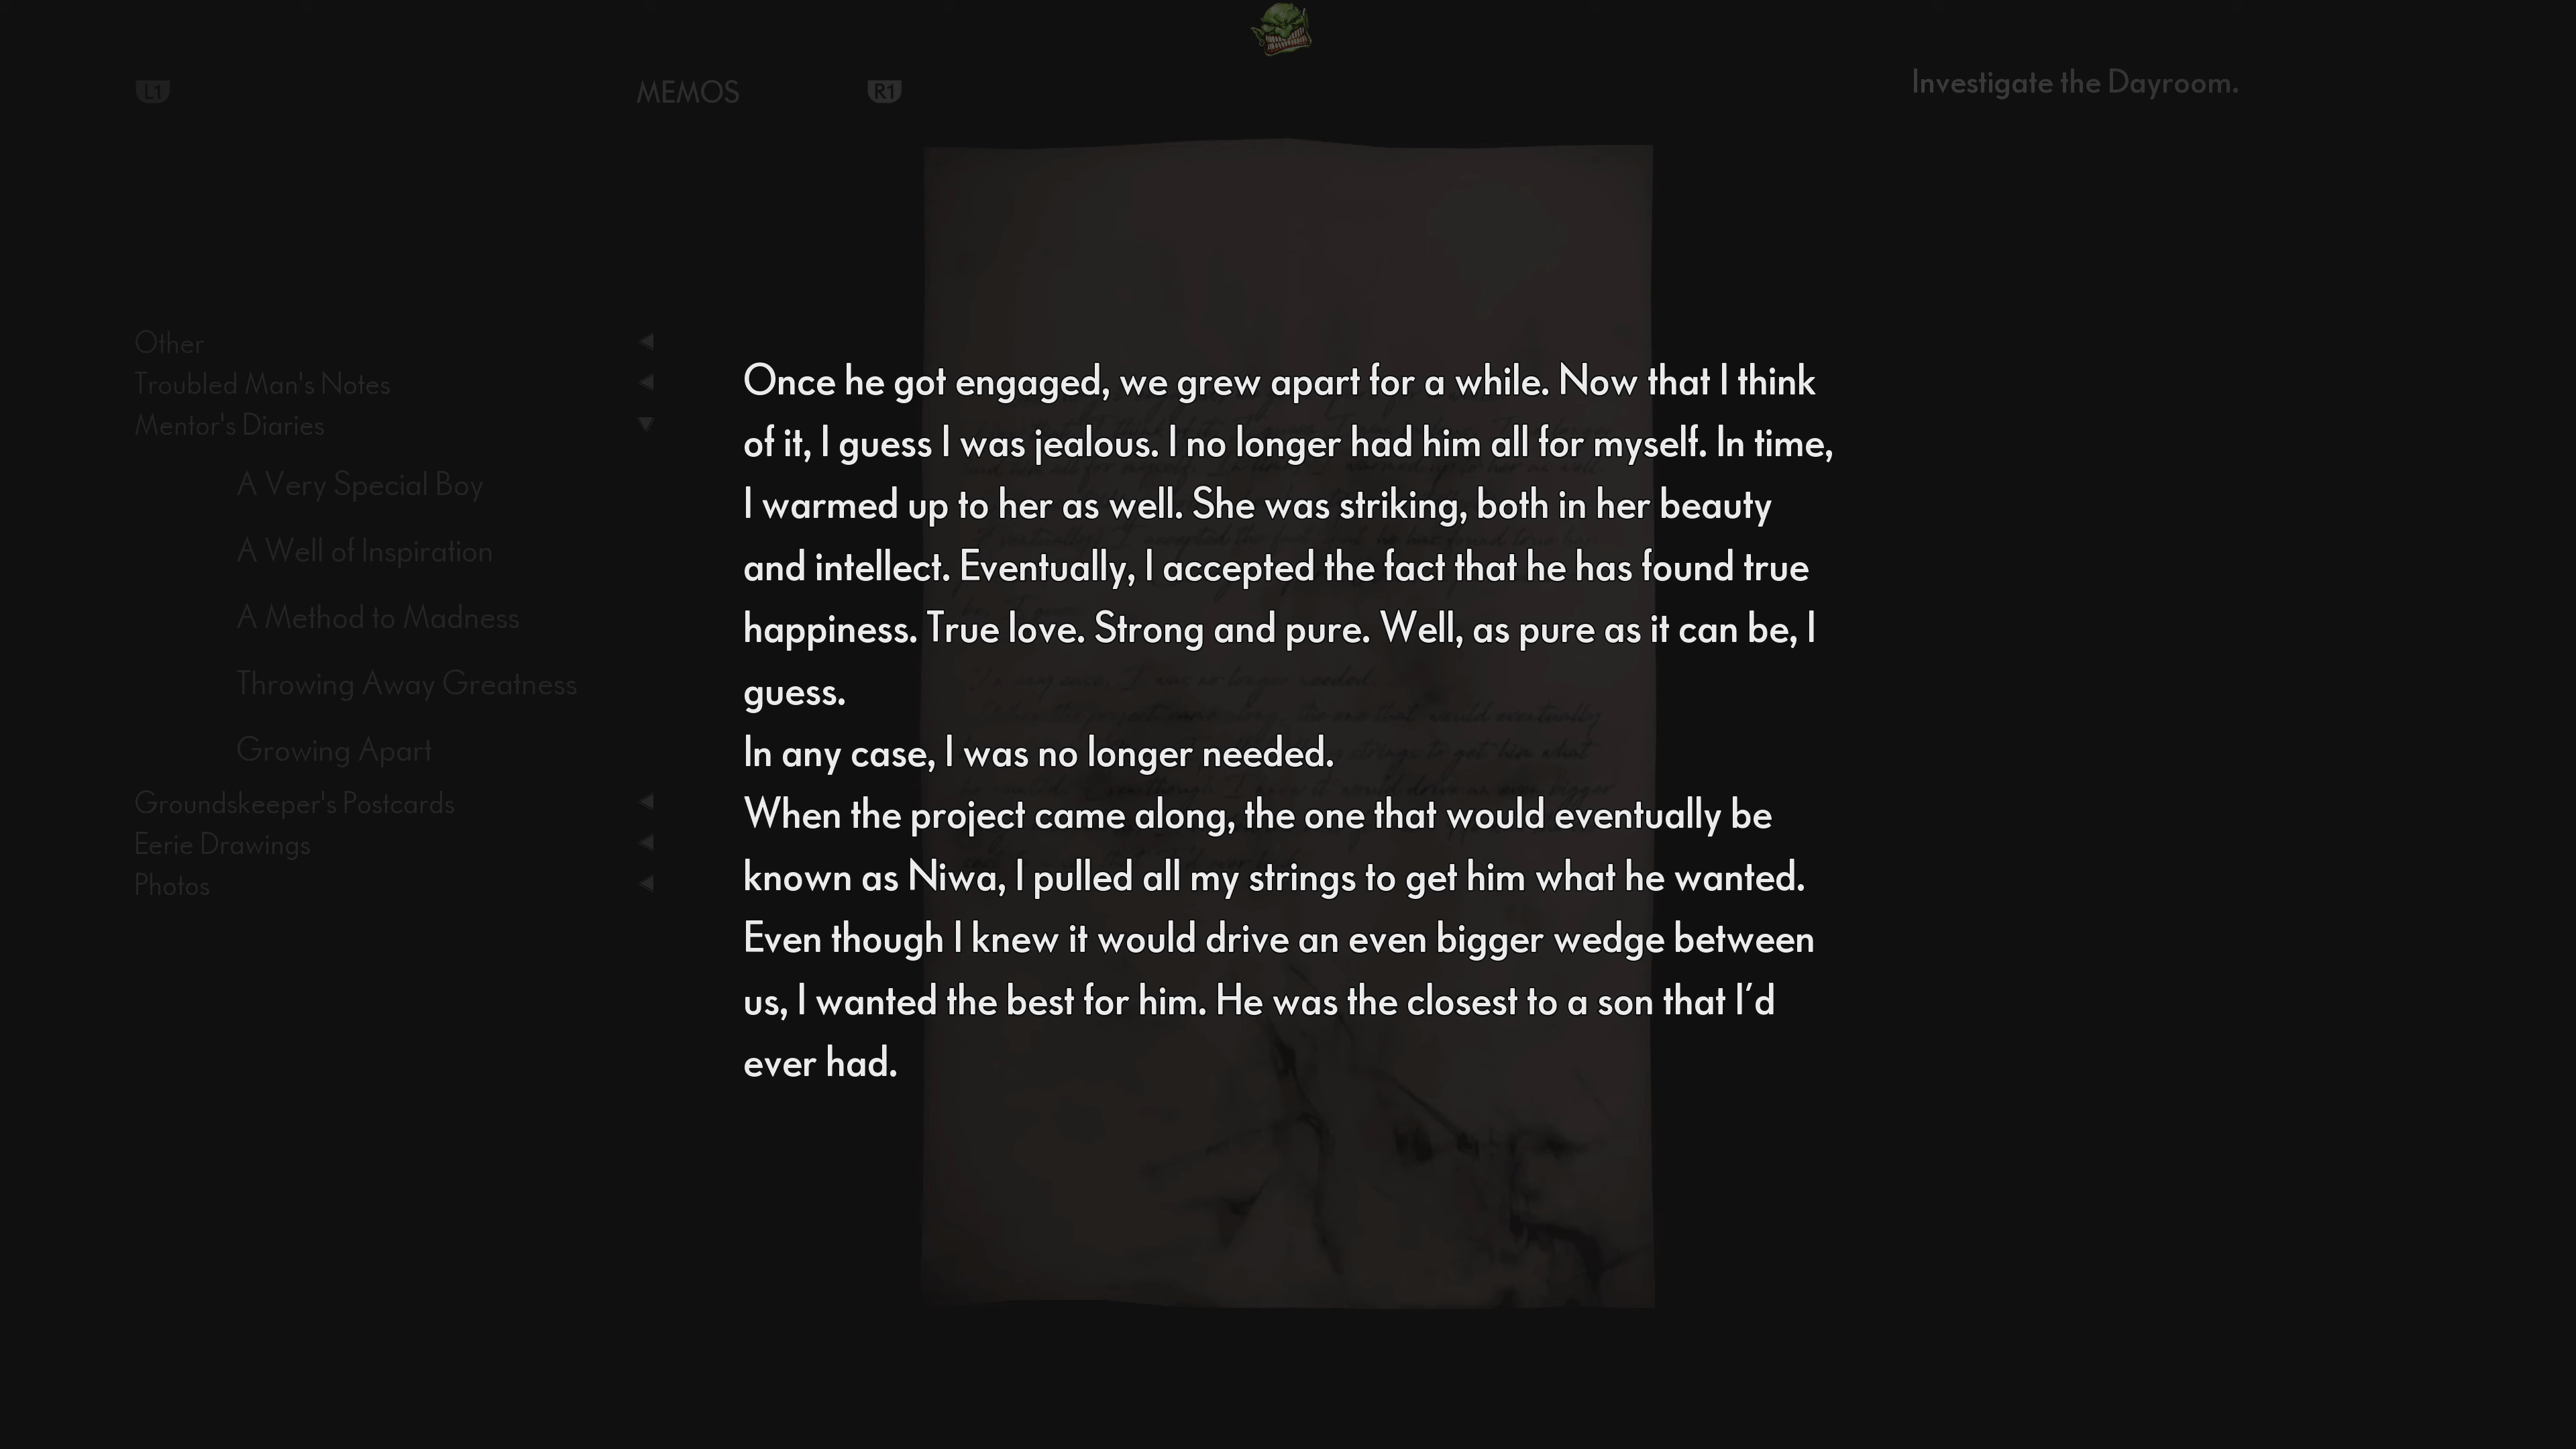 L1
MEMOS
R1
Investigate the Dayroom.
Other
Troubled Man's Notes
Mentor's Diaries
A Very Special Boy
A Well of Inspiration
A Method to Madness
Throwing Away Greatness
Growing Apart
Groundskeeper's Postcards
Eerie Drawings
Photos
Once he got engaged, we grew apart for a while. Now that I think
of it, I guess I was jealous. I no longer had him all for myself. In time,
I warmed up to her as well. She was striking, both in her beauty
and intellect. Eventually, I accepted the fact that he has found true
happiness. True love. Strong and pure. Well, as pure as it can be, I
guess.
In any case, I was no longer needed.
When the project came along, the one that would eventually be
known as Niwa, I pulled all my strings to get him what he wanted.
Even though I knew it would drive an even bigger wedge between
us, I wanted the best for him. He was the closest to a son that I'd
ever had.